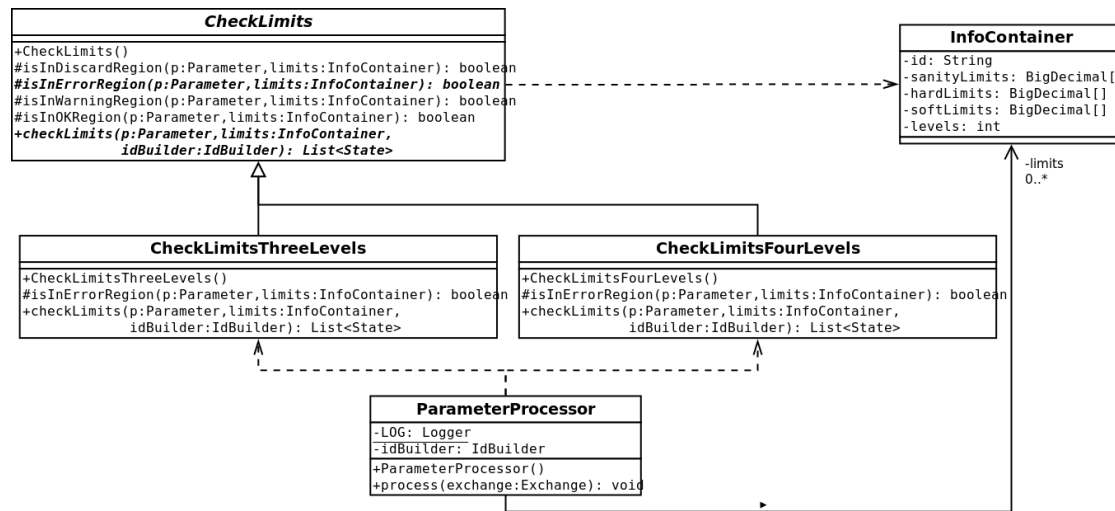 CheckLimits
+CheckLimits()
#isInDiscardRegion(p:Parameter,limits:InfoContainer): boolean
#isInErrorRegion(p:Parameter,limits:InfoContainer): boolean
#isInWarningRegion(p:Parameter,limits:InfoContainer): boolean
#isInOKRegion(p:Parameter,limits:InfoContainer): boolean
+checkLimits(p:Parameter,limits:InfoContainer,
idBuilder:IdBuilder): List<State>
InfoContainer
-id: String
-sanityLimits: BigDecimal[
-hardLimits: BigDecimal[]
-softLimits: BigDecimal[]
-levels: int
-limits
0..*
CheckLimitsThreeLevels
+CheckLimitsThreeLevels()
#isInErrorRegion(p:Parameter,limits:InfoContainer): boolean
+checkLimits(p:Parameter,limits:InfoContainer,
idBuilder:IdBuilder): List<State>
CheckLimitsFourLevels
+CheckLimitsFourLevels()
#isInErrorRegion(p:Parameter,limits:InfoContainer): boolean
+checkLimits(p:Parameter,limits:InfoContainer,
idBuilder:IdBuilder): List<State>
ParameterProcessor
-LOG: Logger
-idBuilder: IdBuilder
+ParameterProcessor()
+process(exchange:Exchange): void